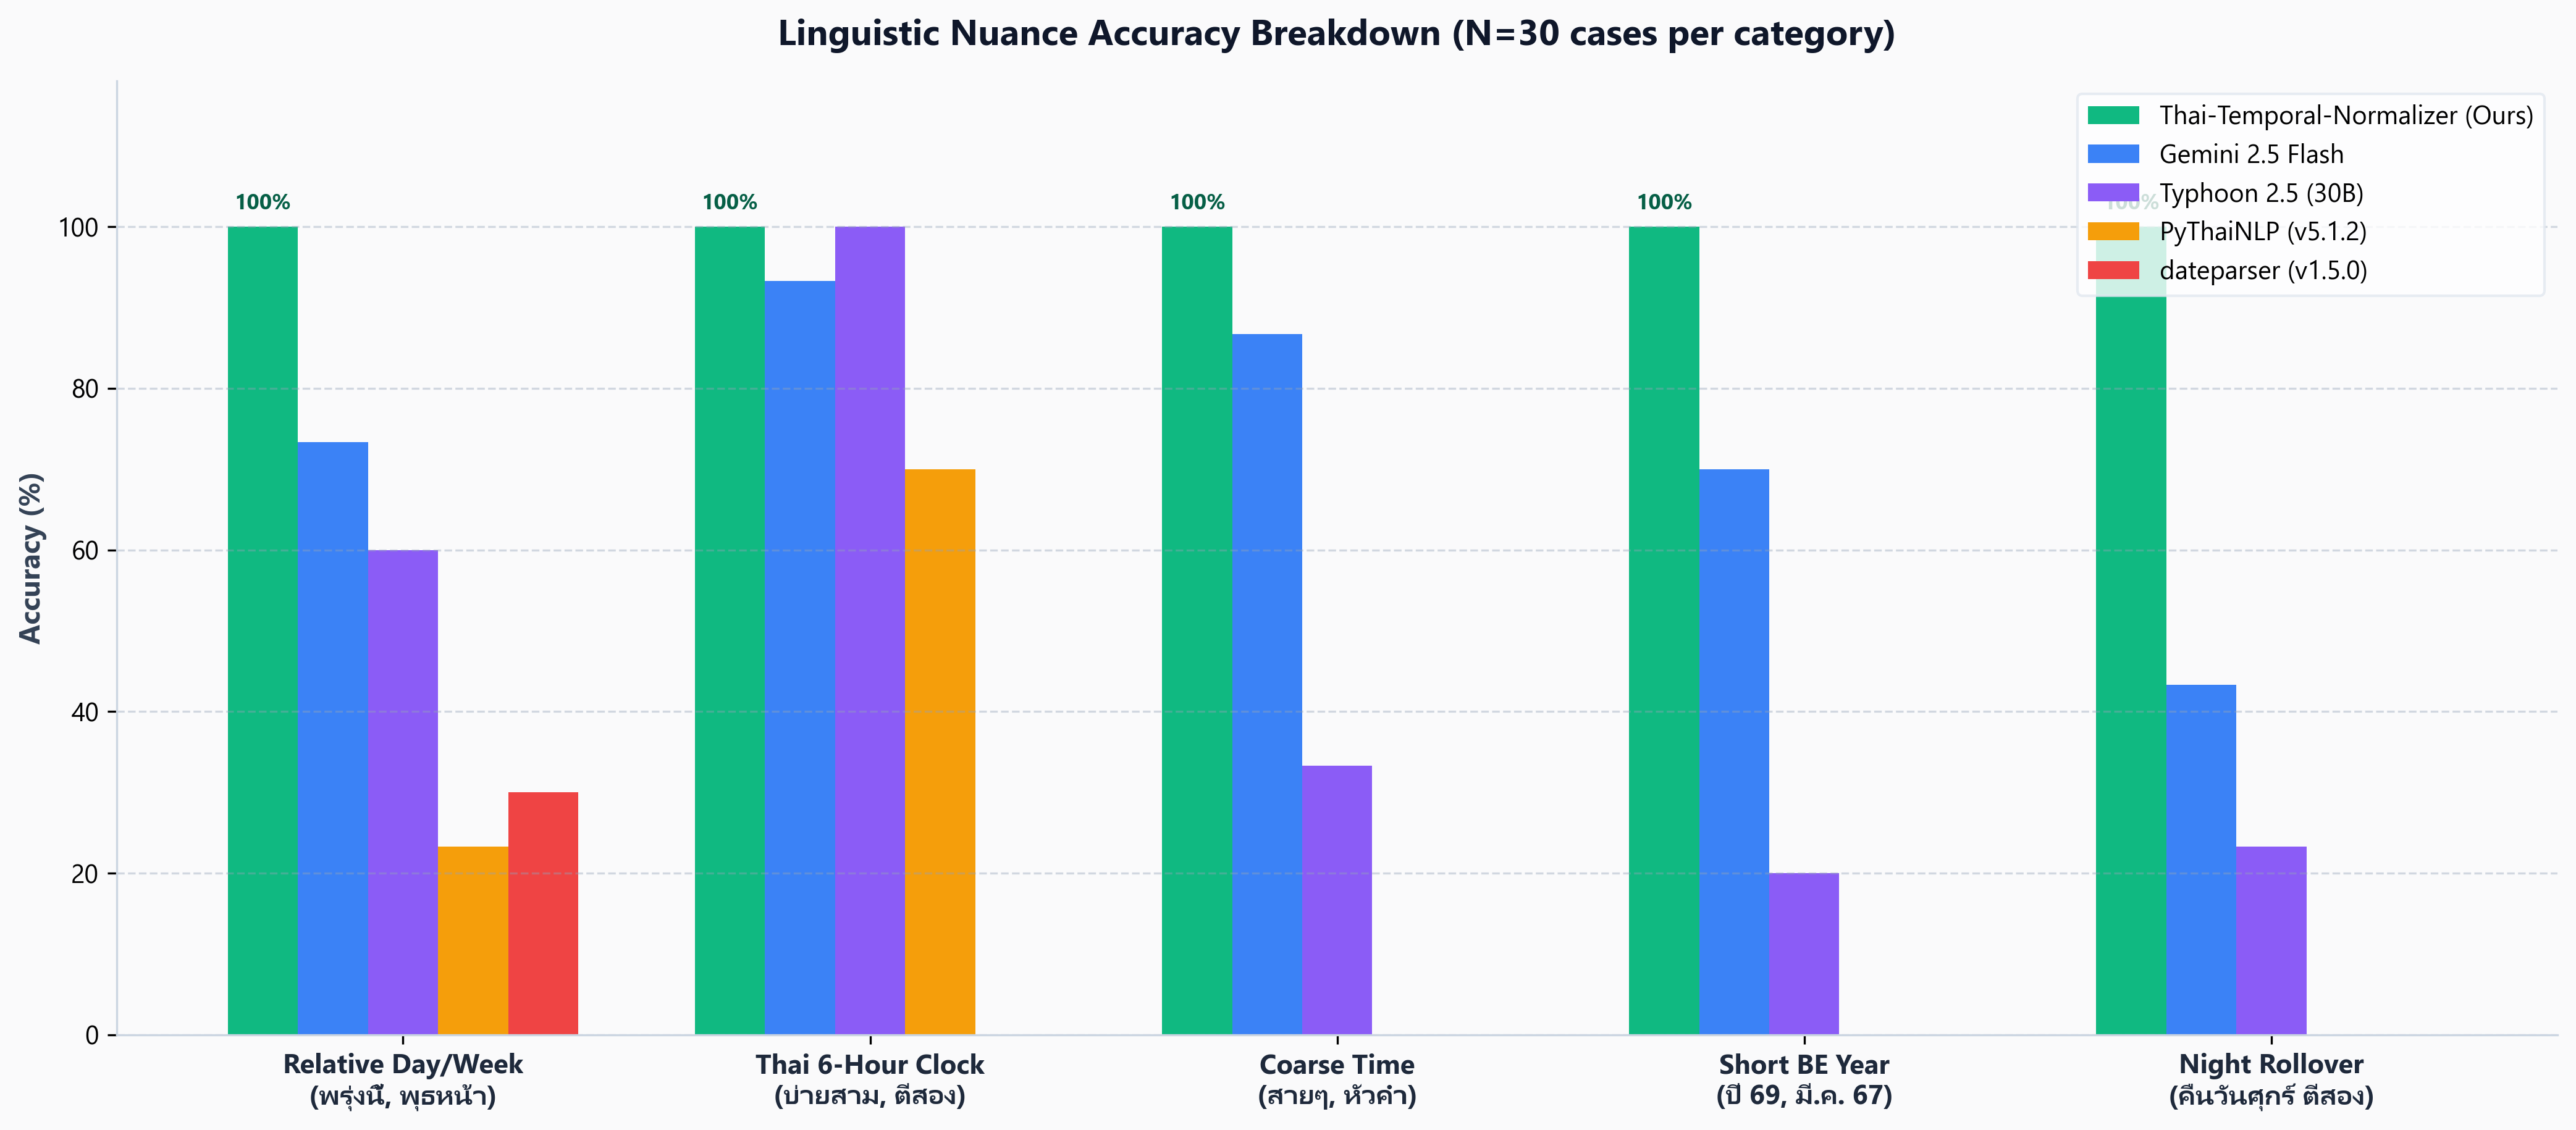 Linguistic Nuance Accuracy Breakdown (N=30 cases per category)
Thai-Temporal-Normalizer (Ours)
Gemini 2.5 Flash
Typhoon 2.5 (30B)
PyThaiNLP (v5.1.2)
dateparser (v1.5.0)
100%
100%
100%
100%
100%
Accuracy (%)
100
80
60
40
20
0
Relative Day/Week
(พรุ่งนี้, พุธหน้า)
Thai 6-Hour Clock
(บ่ายสาม, ตีสอง)
Coarse Time
(สายๆ, หัวค่ำ)
Short BE Year
(ปี 69, มี.ค. 67)
Night Rollover
(คืนวันศุกร์ ตีสอง)